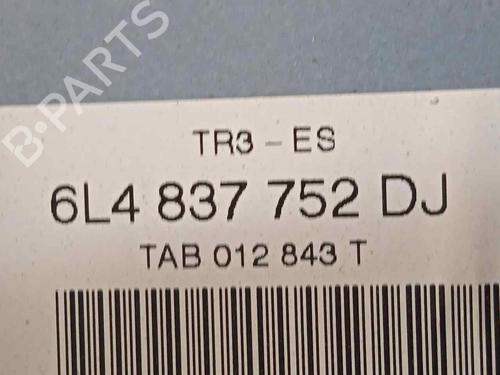 B-PARTS
TR3-ES
6L4 837 752 DJ
TAB 012 843 T